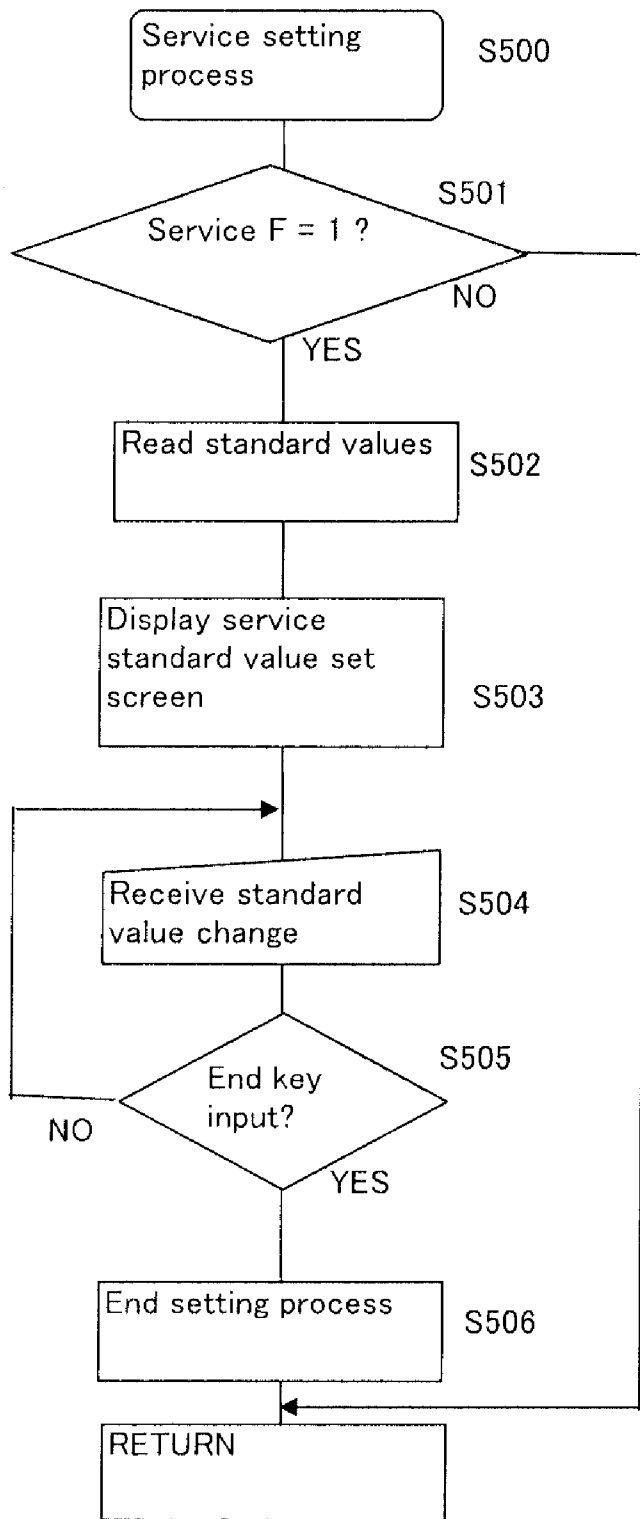 Service setting
process
S500
S501
Service F = 1 ?
NO
YES
Read standard values
S502
Display service
standard value set
screen
S503
Receive standard
value change
S504
S505
End key
input?
NO
YES
End setting process
S506
RETURN